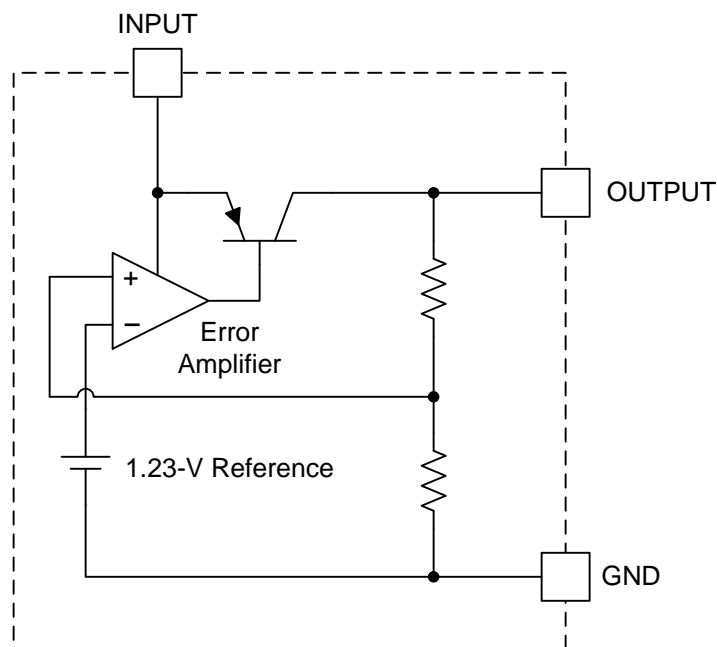 INPUT
OUTPUT
+
−
Error
Amplifier
1.23-V Reference
GND